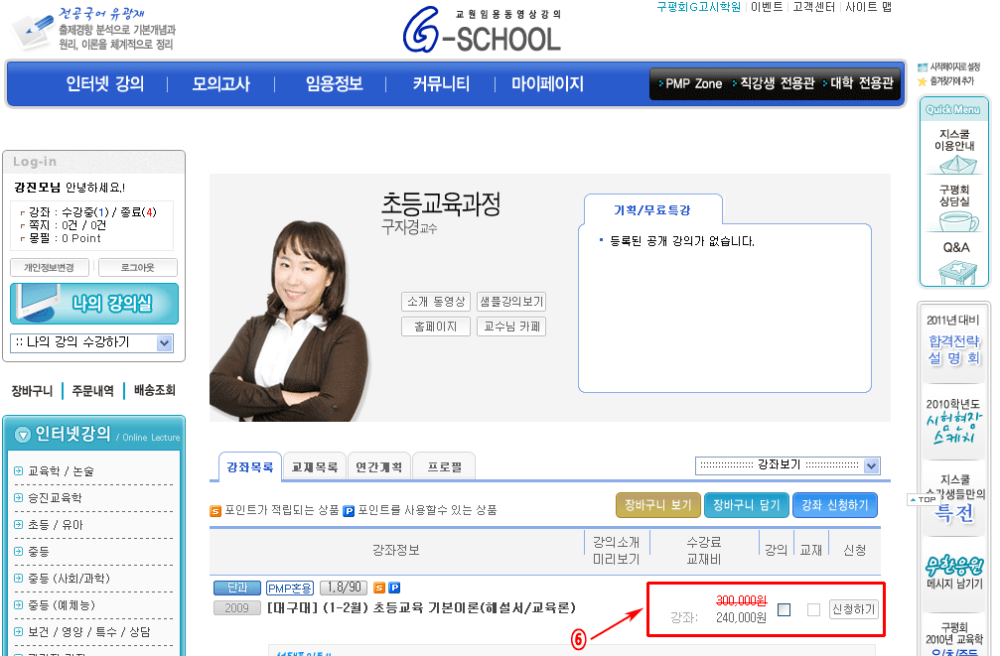 전공국어 유광재
출제경향 분석으로 기본개념과
원리, 이론을 체계적으로 정리
교원임용동영상강의
G-SCHOOL
구평회G고시학원 | 이벤트 | 고객센터 | 사이트 맵
인터넷 강의 | 모의고사 | 임용정보 | 커뮤니티 | 마이페이지
PMP Zone 직강생 전용관 대학 전용관
시작페이지로 설정
즐겨찾기에 추가
Quick Menu
지스쿨
이용안내
구평회
상담실
Q&A
2011년 대비
합격전략
설 명 회
2010학년도
시험현장
스케치
지스쿨
수강생들만의
특전
TOP
무한응원
메시지 남기기
구평회
2010년 교육학
유/초/중등
Log-in
강진모님 안녕하세요!
강좌 : 수강중(1) / 종료(4)
쪽지 : 0건 / 0건
몽필 : 0 Point
개인정보변경 로그아웃
나의 강의실
:: 나의 강의 수강하기
장바구니 | 주문내역 | 배송조회
인터넷강의 / Online Lecture
교육학 / 논술
승진교육학
초등 / 유아
중등
중등 (사회/과학)
중등 (예체능)
보건 / 영양 / 특수 / 상담
초등교육과정
구자경교수
소개 동영상 샘플강의보기
홈페이지 교수님 카페
기획/무료특강
등록된 공개 강의가 없습니다.
강좌목록 교재목록 연간계획 프로필
::::::::::::::::: 강좌보기 :::::::::::::::::
S 포인트가 적립되는 상품 P 포인트를 사용할수 있는 상품
장바구니 보기 장바구니 담기 강좌 신청하기
강좌정보
강의소개
미리보기
수강료
교재비
강의 교재 신청
단과 PMP혼용 1,8/90 S P
2009 [대구대] (1-2월) 초등교육 기본이론(해설서/교육론)
300,000원
강좌: 240,000원
신청하기
⑥